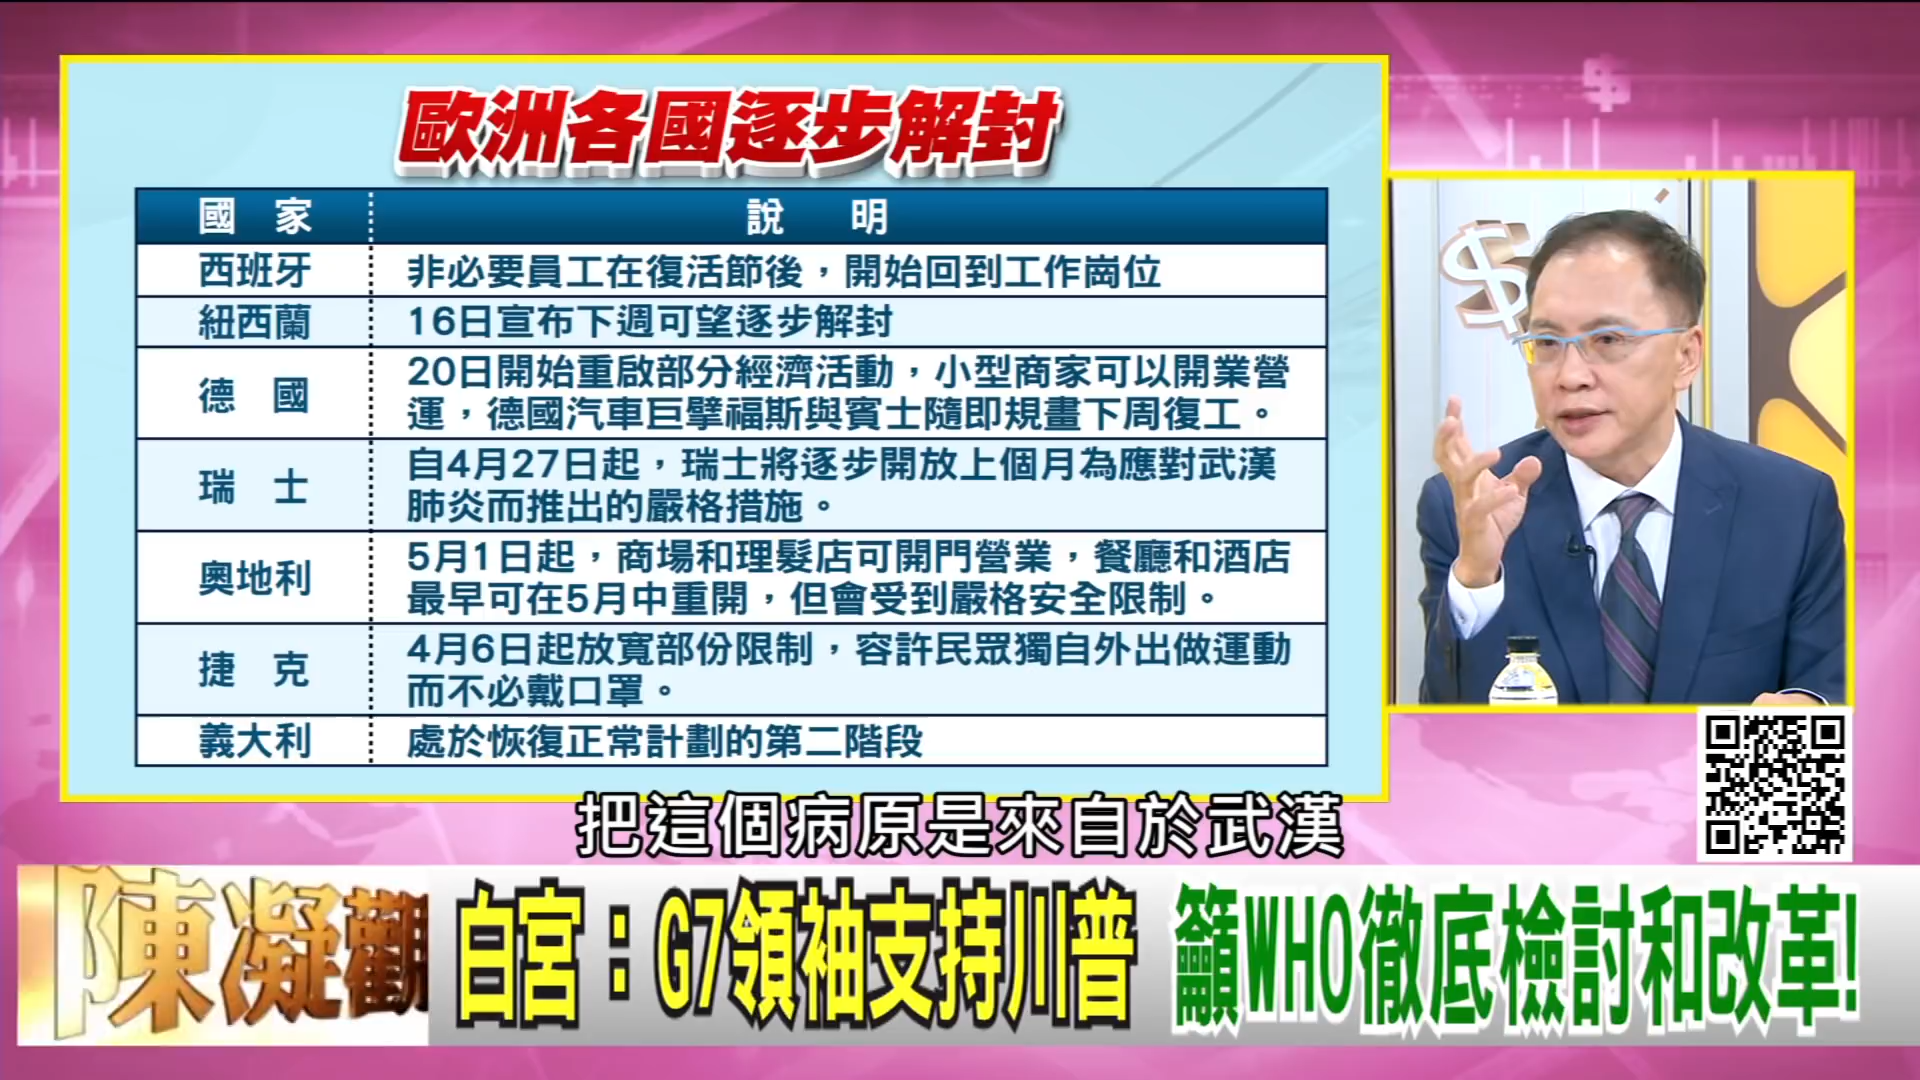 歐洲各國逐步解封
國家 說明
西班牙 非必要員工在復活節後，開始回到工作崗位
紐西蘭 16日宣布下週可望逐步解封
德國 20日開始重啟部分經濟活動，小型商家可以開業營
運，德國汽車巨擘福斯與賓士隨即規畫下周復工。
瑞士 自4月27日起，瑞士將逐步開放上個月為應對武漢
肺炎而推出的嚴格措施。
奧地利 5月1日起，商場和理髮店可開門營業，餐廳和酒店
最早可在5月中重開，但會受到嚴格安全限制。
捷克 4月6日起放寬部份限制，容許民眾獨自外出做運動
而不必戴口罩。
義大利 處於恢復正常計劃的第二階段
把這個病原是來自於武漢
陳凝觀
白宮：G7領袖支持川普 籲WHO徹底檢討和改革!